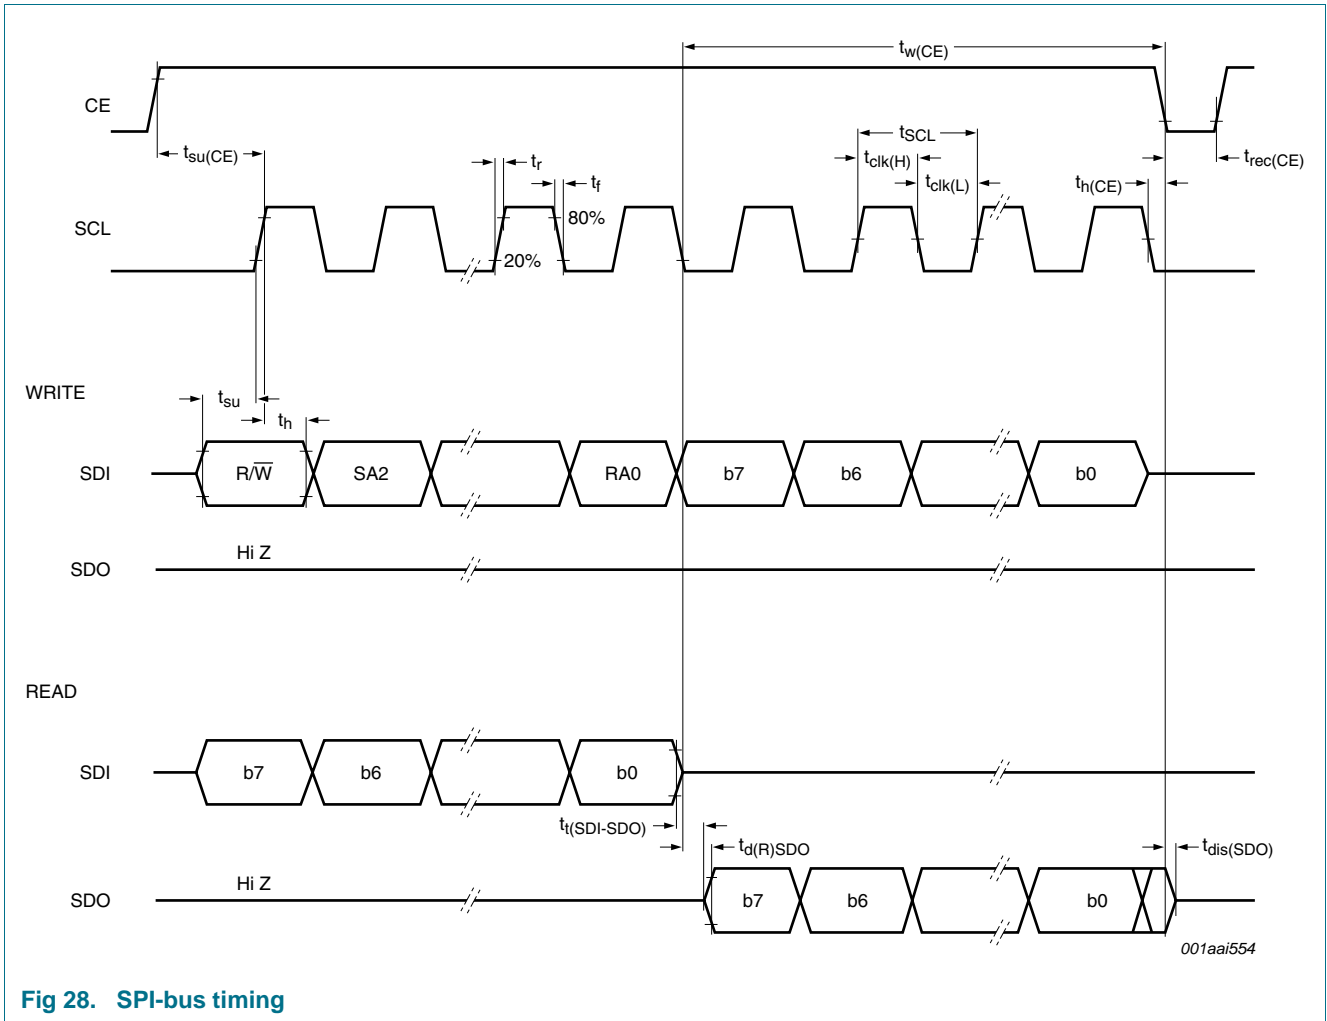 tw(CE)
CE
tSCL
tsu(CE)
tr
tclk(H)
trec(CE)
tf
tclk(L)
th(CE)
SCL
80%
20%
WRITE
tsu
th
SDI
R/W̅
SA2
RA0
b7
b6
b0
Hi Z
SDO
READ
SDI
b7
b6
b0
tt(SDI-SDO)
td(R)SDO
tdis(SDO)
Hi Z
SDO
b7
b6
b0
001aai554
Fig 28. SPI-bus timing